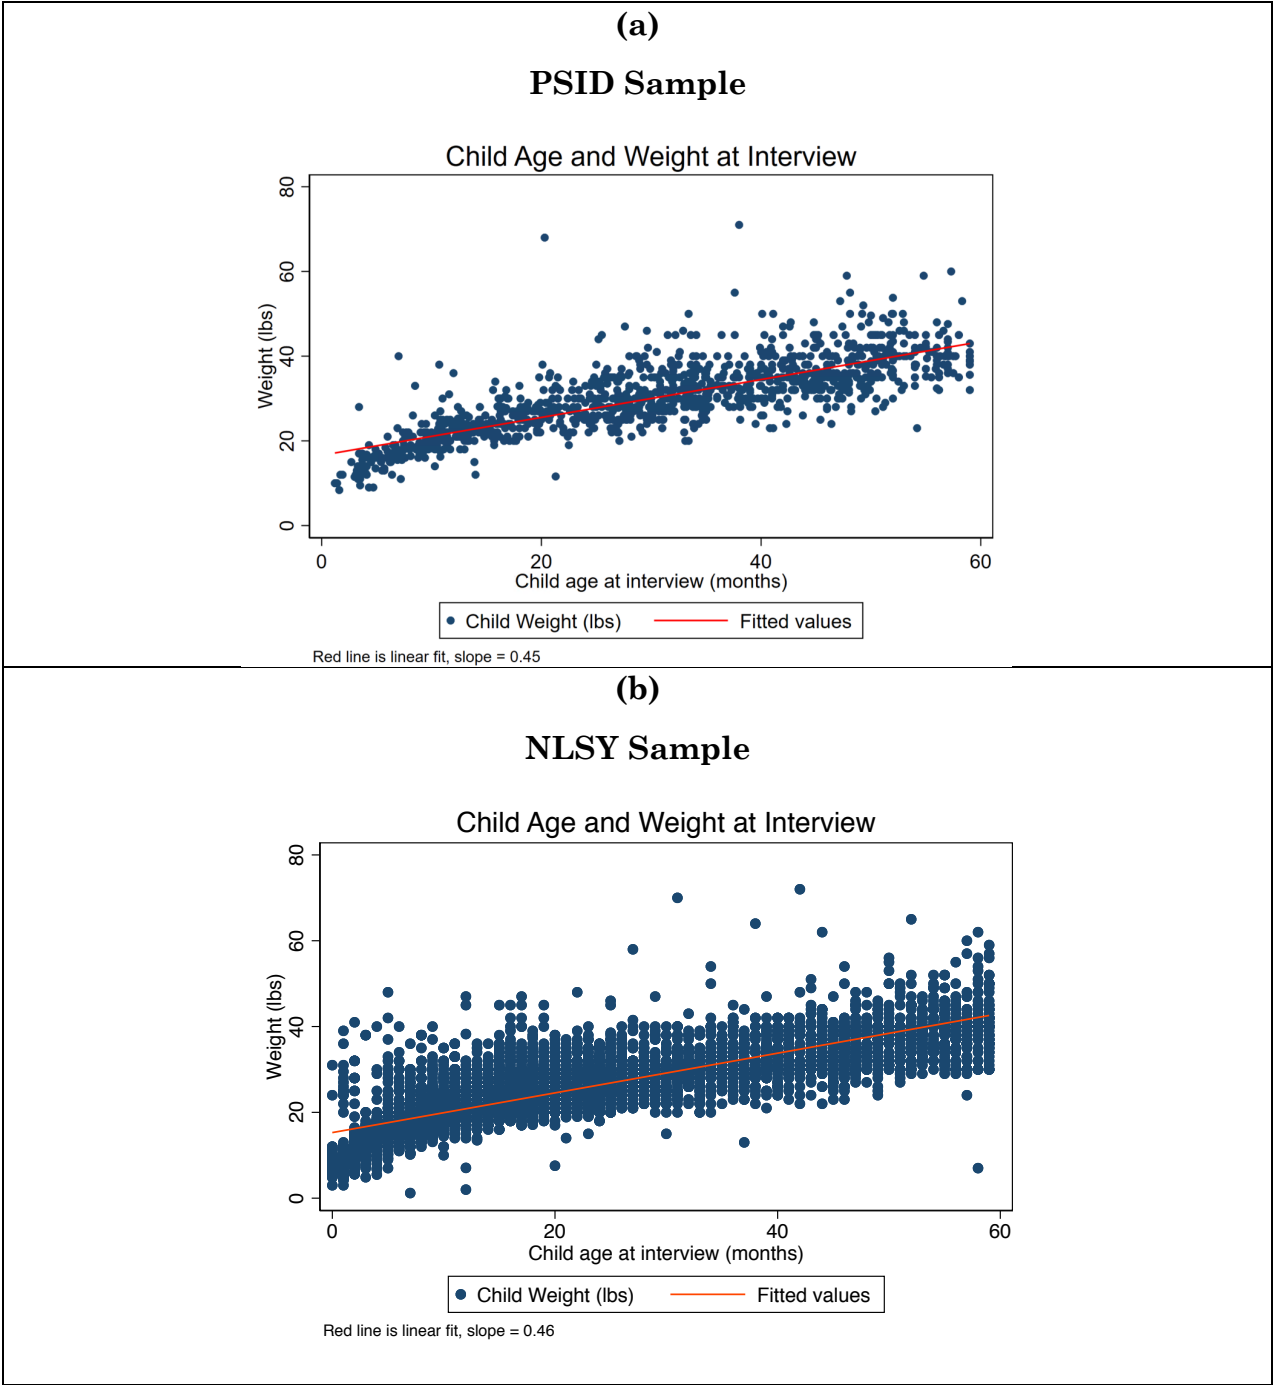 (a)
PSID Sample
Child Age and Weight at Interview
80
60
40
20
0
Weight (lbs)
0 20 40 60
Child age at interview (months)
Child Weight (lbs) Fitted values
Red line is linear fit, slope = 0.45
(b)
NLSY Sample
Child Age and Weight at Interview
80
60
40
20
0
Weight (lbs)
0 20 40 60
Child age at interview (months)
Child Weight (lbs) Fitted values
Red line is linear fit, slope = 0.46